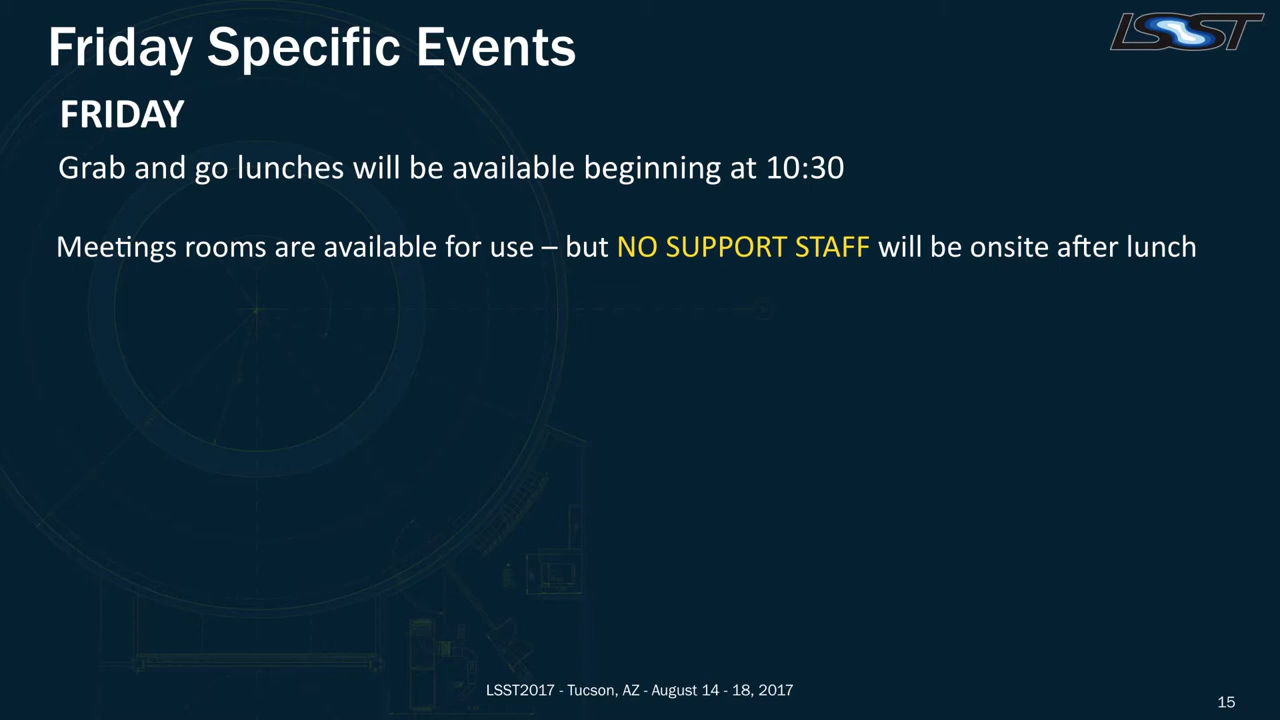 Friday Specific Events
LSST
FRIDAY
Grab and go lunches will be available beginning at 10:30
Meetings rooms are available for use – but NO SUPPORT STAFF will be onsite after lunch
LSST2017 - Tucson, AZ - August 14 - 18, 2017
15